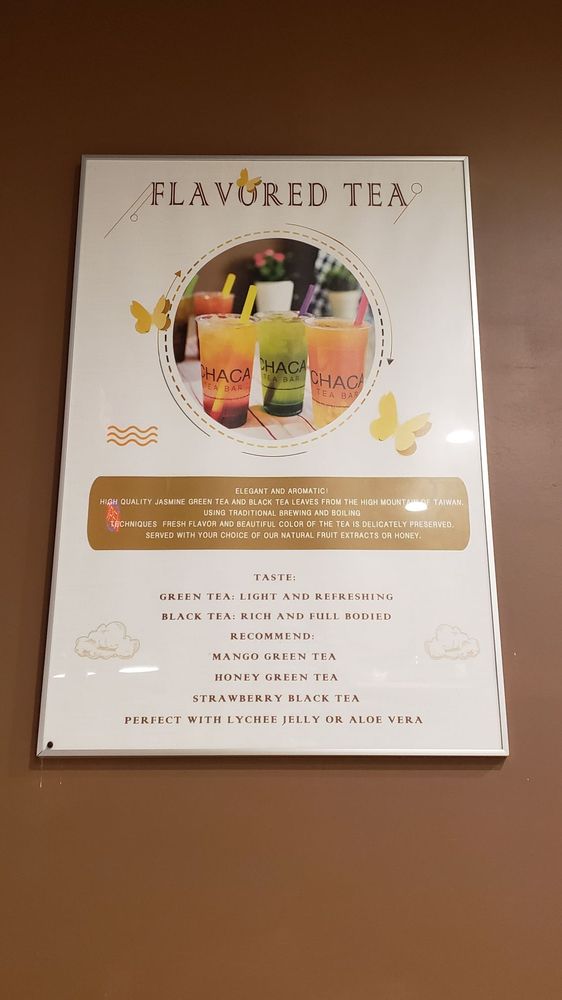 FLAVORED TEA
CHACA
TEA BAR
CHACA
TEA BAR
CHACA
TEA BAR
ELEGANT AND AROMATIC!
HIGH QUALITY JASMINE GREEN TEA AND BLACK TEA LEAVES FROM THE HIGH MOUNTAIN OF TAIWAN.
USING TRADITIONAL BREWING AND BOILING
TECHNIQUES FRESH FLAVOR AND BEAUTIFUL COLOR OF THE TEA IS DELICATELY PRESERVED.
SERVED WITH YOUR CHOICE OF OUR NATURAL FRUIT EXTRACTS OR HONEY.
TASTE:
GREEN TEA: LIGHT AND REFRESHING
BLACK TEA: RICH AND FULL BODIED
RECOMMEND:
MANGO GREEN TEA
HONEY GREEN TEA
STRAWBERRY BLACK TEA
PERFECT WITH LYCHEE JELLY OR ALOE VERA